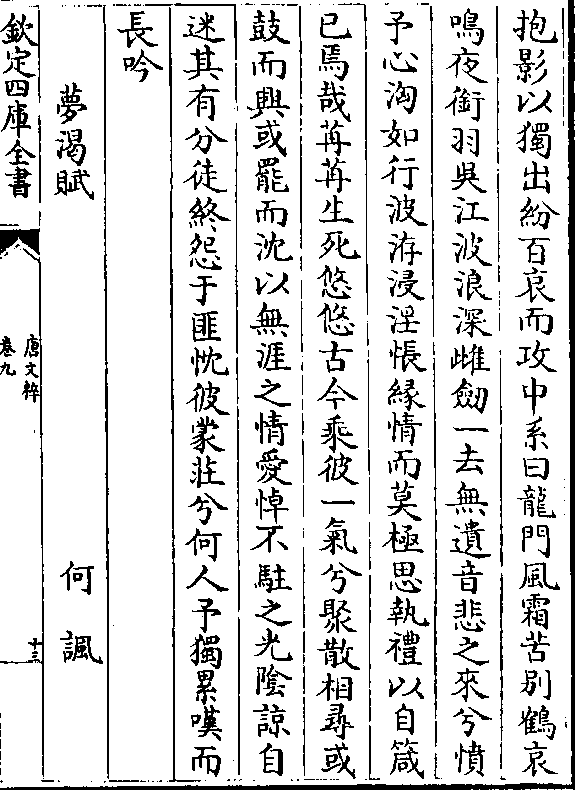 抱影以獨出紛百哀而攻中系曰龍門風霜苦别鶴哀
鳴夜銜羽吳江波浪深雌劒一去無遺音悲之來兮憤
予心洶如行波洊浸淫悵緣情而莫極思執禮以自箴
已焉哉苒苒生死悠悠古今乘彼一氣兮聚散相尋或
鼓而興或罷而沈以無涯之情愛悼不駐之光陰諒自
迷其有分徒終怨于匪忱彼蒙莊兮何人予獨累嘆而
長吟
夢渴賦 何諷
欽定四庫全書
唐文粹
卷九
十三